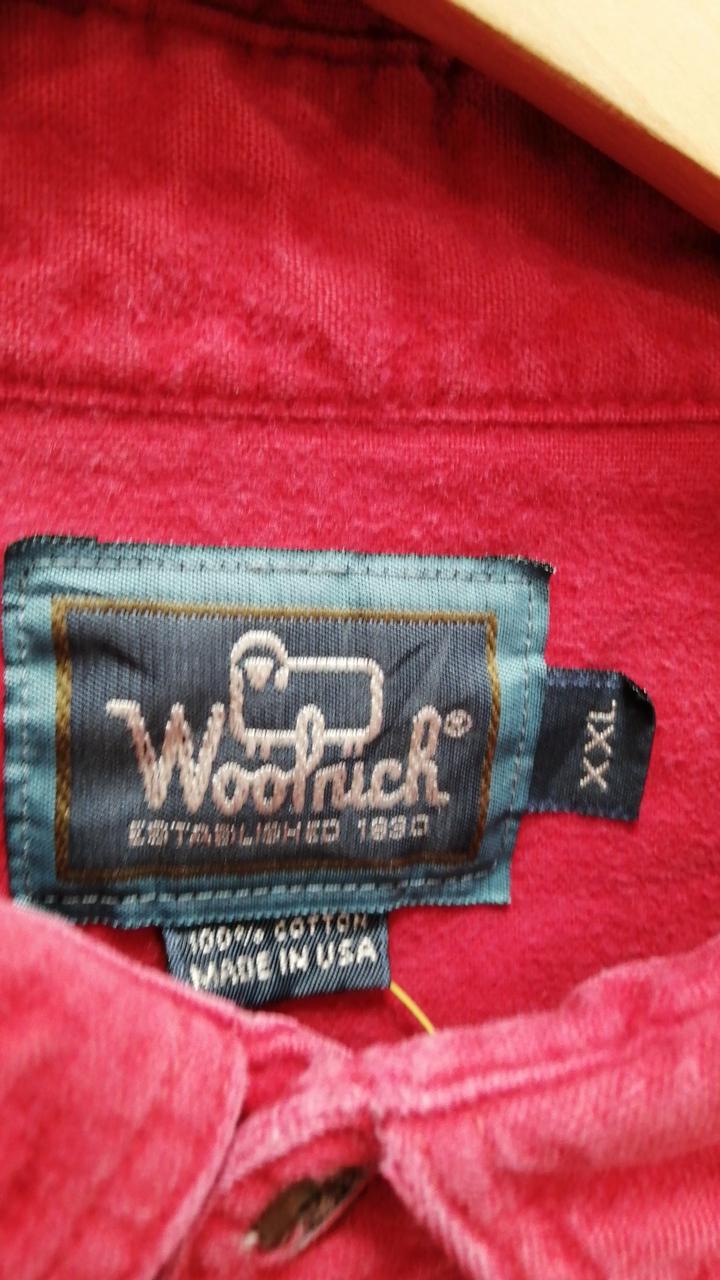 Woolrich®
ESTABLISHED 1830
XXL
100% COTTON
MADE IN USA